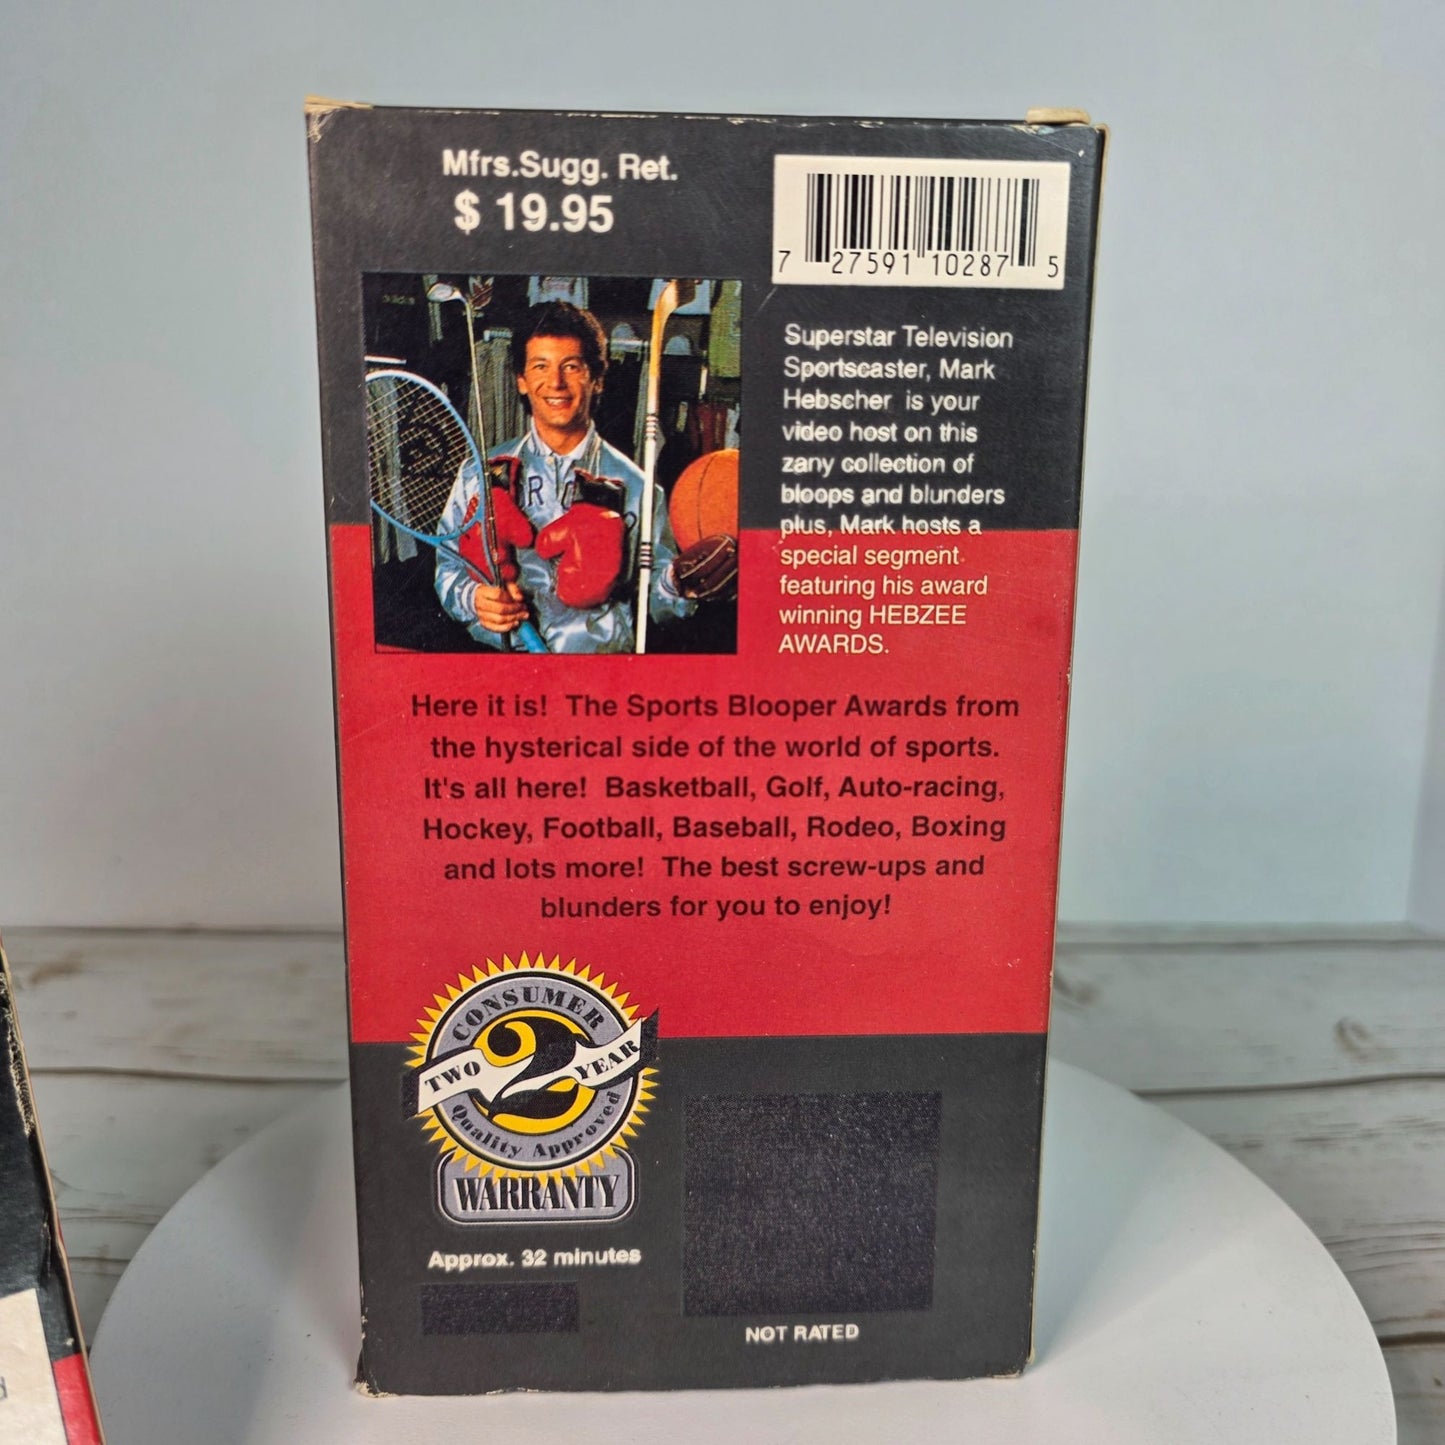 Mfrs.Sugg. Ret.
$ 19.95
7 27591 10287 5
Superstar Television
Sportscaster, Mark
Hebscher is your
video host on this
zany collection of
bloops and blunders
plus, Mark hosts a
special segment
featuring his award
winning HEBZEE
AWARDS.
Here it is! The Sports Blooper Awards from
the hysterical side of the world of sports.
It's all here! Basketball, Golf, Auto-racing,
Hockey, Football, Baseball, Rodeo, Boxing
and lots more! The best screw-ups and
blunders for you to enjoy!
CONSUMER
TWO 2 YEAR
Quality Approved
WARRANTY
Approx. 32 minutes
NOT RATED